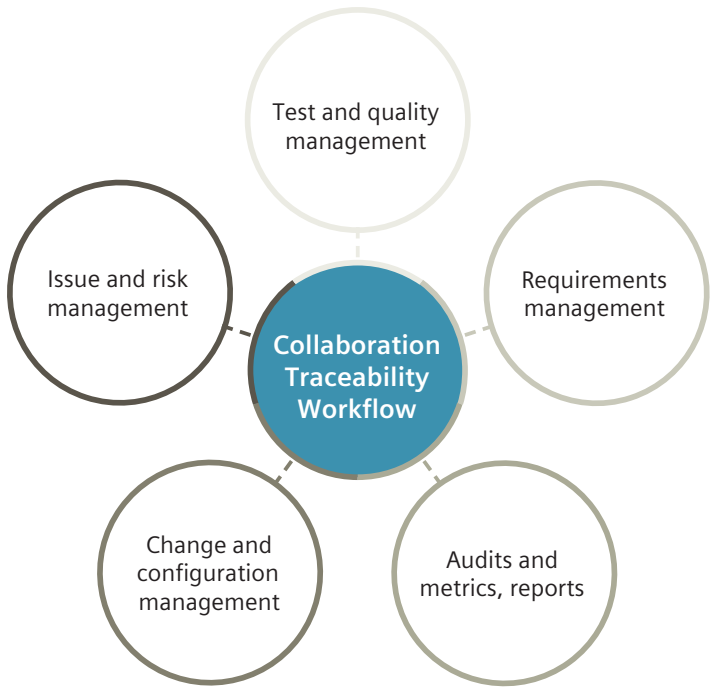 Test and quality
management
Issue and risk
management
Requirements
management
Collaboration
Traceability
Workflow
Change and
configuration
management
Audits and
metrics, reports